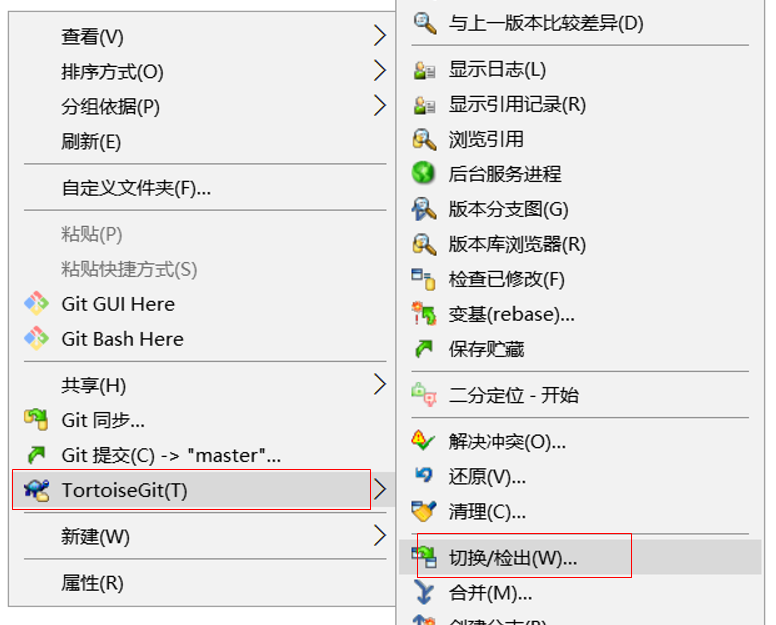 查看(V)
排序方式(O)
分组依据(P)
刷新(E)
自定义文件夹(F)...
粘贴(P)
粘贴快捷方式(S)
Git GUI Here
Git Bash Here
共享(H)
Git 同步...
Git 提交(C) -> "master"...
TortoiseGit(T)
新建(W)
属性(R)
与上一版本比较差异(D)
显示日志(L)
显示引用记录(R)
浏览引用
后台服务进程
版本分支图(G)
版本库浏览器(R)
检查已修改(F)
变基(rebase)...
保存贮藏
二分定位 - 开始
解决冲突(O)...
还原(V)...
清理(C)...
切换/检出(W)...
合并(M)...